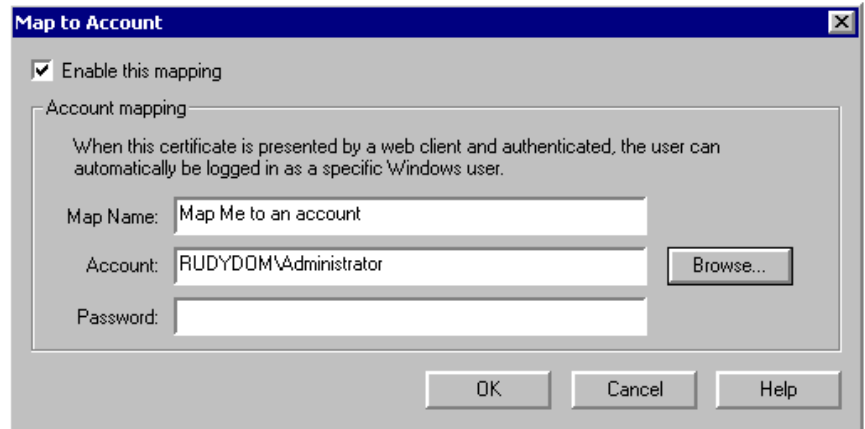 Map to Account
Enable this mapping
Account mapping
When this certificate is presented by a web client and authenticated, the user can
automatically be logged in as a specific Windows user.
Map Name: Map Me to an account
Account: RUDYDOM\Administrator Browse...
Password:
OK Cancel Help